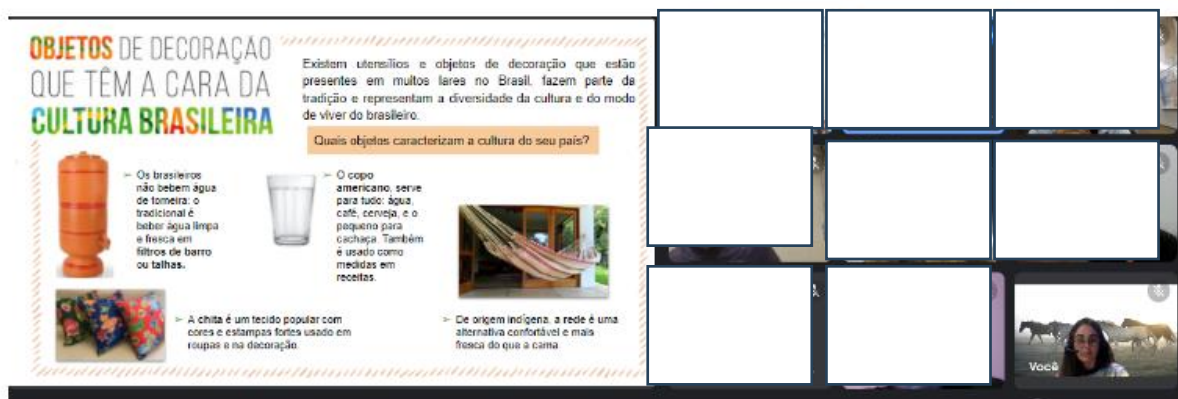 OBJETOS DE DECORAÇÃO
QUE TÊM A CARA DA
CULTURA BRASILEIRA
Existem utensílios e objetos de decoração que estão
presentes em muitos lares no Brasil, fazem parte da
tradição e representam a diversidade da cultura e do modo
de viver do brasileiro.
Quais objetos caracterizam a cultura do seu país?
➢ Os brasileiros
não bebem água
de torneira: o
tradicional é
beber água limpa
e fresca em
filtros de barro
ou talhas.
➢ O copo
americano, serve
para tudo: água,
café, cerveja, e o
pequeno para
cachaça. Também
é usado como
medidas em
receitas.
➢ A chita é um tecido popular com
cores e estampas fortes usado em
roupas e na decoração.
➢ De origem indígena, a rede é uma
alternativa confortável e mais
fresca do que a cama
Você